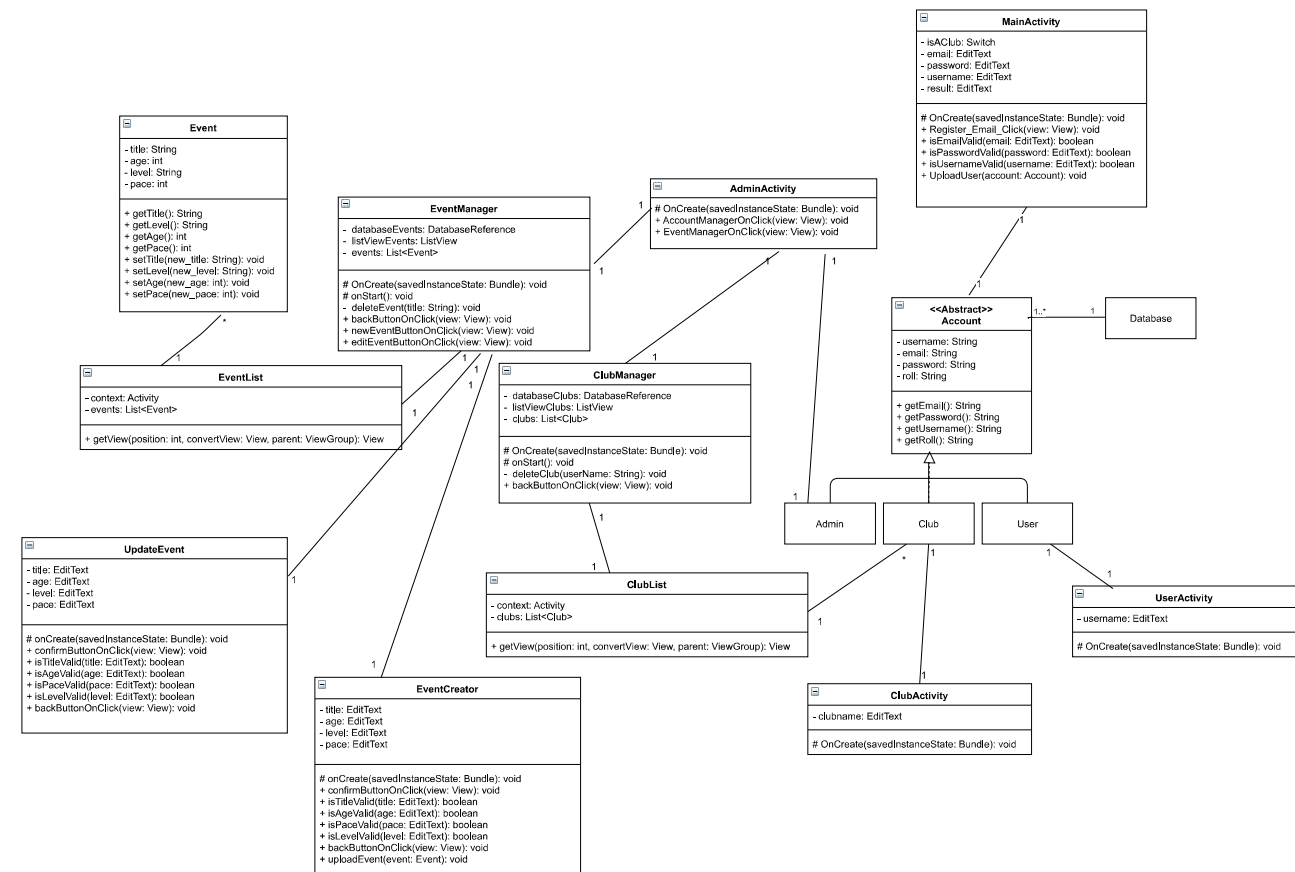 MainActivity
- isAClub: Switch
- email: EditText
- password: EditText
- username: EditText
- result: EditText
# OnCreate(savedInstanceState: Bundle): void
+ Register_Email_Click(view: View): void
+ isEmailValid(email: EditText): boolean
+ isPasswordValid(password: EditText): boolean
+ isUsernameValid(username: EditText): boolean
+ UploadUser(account: Account): void
1
1
Event
- title: String
- age: int
- level: String
- pace: int
+ getTitle(): String
+ getLevel(): String
+ getAge(): int
+ getPace(): int
+ setTitle(new_title: String): void
+ setLevel(new_level: String): void
+ setAge(new_age: int): void
+ setPace(new_pace: int): void
*
1
EventManager
- databaseEvents: DatabaseReference
- listViewEvents: ListView
- events: List<Event>
# OnCreate(savedInstanceState: Bundle): void
# onStart(): void
- deleteEvent(title: String): void
+ backButtonOnClick(view: View): void
+ newEventButtonOnClick(view: View): void
+ editEventButtonOnClick(view: View): void
1
1
AdminActivity
# OnCreate(savedInstanceState: Bundle): void
+ AccountManagerOnClick(view: View): void
+ EventManagerOnClick(view: View): void
1
1
1
1
<<Abstract>>
Account
- username: String
- email: String
- password: String
- roll: String
+ getEmail(): String
+ getPassword(): String
+ getUsername(): String
+ getRoll(): String
1..*
1
Database
EventList
- context: Activity
- events: List<Event>
+ getView(position: int, convertView: View, parent: ViewGroup): View
1
1
1
1
ClubManager
- databaseClubs: DatabaseReference
- listViewClubs: ListView
- clubs: List<Club>
# OnCreate(savedInstanceState: Bundle): void
# onStart(): void
- deleteClub(userName: String): void
+ backButtonOnClick(view: View): void
1
1
Admin
Club
User
*
1
1
1
UpdateEvent
- title: EditText
- age: EditText
- level: EditText
- pace: EditText
# onCreate(savedInstanceState: Bundle): void
+ confirmButtonOnClick(view: View): void
+ isTitleValid(title: EditText): boolean
+ isAgeValid(age: EditText): boolean
+ isPaceValid(pace: EditText): boolean
+ isLevelValid(level: EditText): boolean
+ backButtonOnClick(view: View): void
1
ClubList
- context: Activity
- clubs: List<Club>
+ getView(position: int, convertView: View, parent: ViewGroup): View
1
UserActivity
- username: EditText
# OnCreate(savedInstanceState: Bundle): void
1
EventCreator
- title: EditText
- age: EditText
- level: EditText
- pace: EditText
# onCreate(savedInstanceState: Bundle): void
+ confirmButtonOnClick(view: View): void
+ isTitleValid(title: EditText): boolean
+ isAgeValid(age: EditText): boolean
+ isPaceValid(pace: EditText): boolean
+ isLevelValid(level: EditText): boolean
+ backButtonOnClick(view: View): void
+ uploadEvent(event: Event): void
1
ClubActivity
- clubname: EditText
# OnCreate(savedInstanceState: Bundle): void